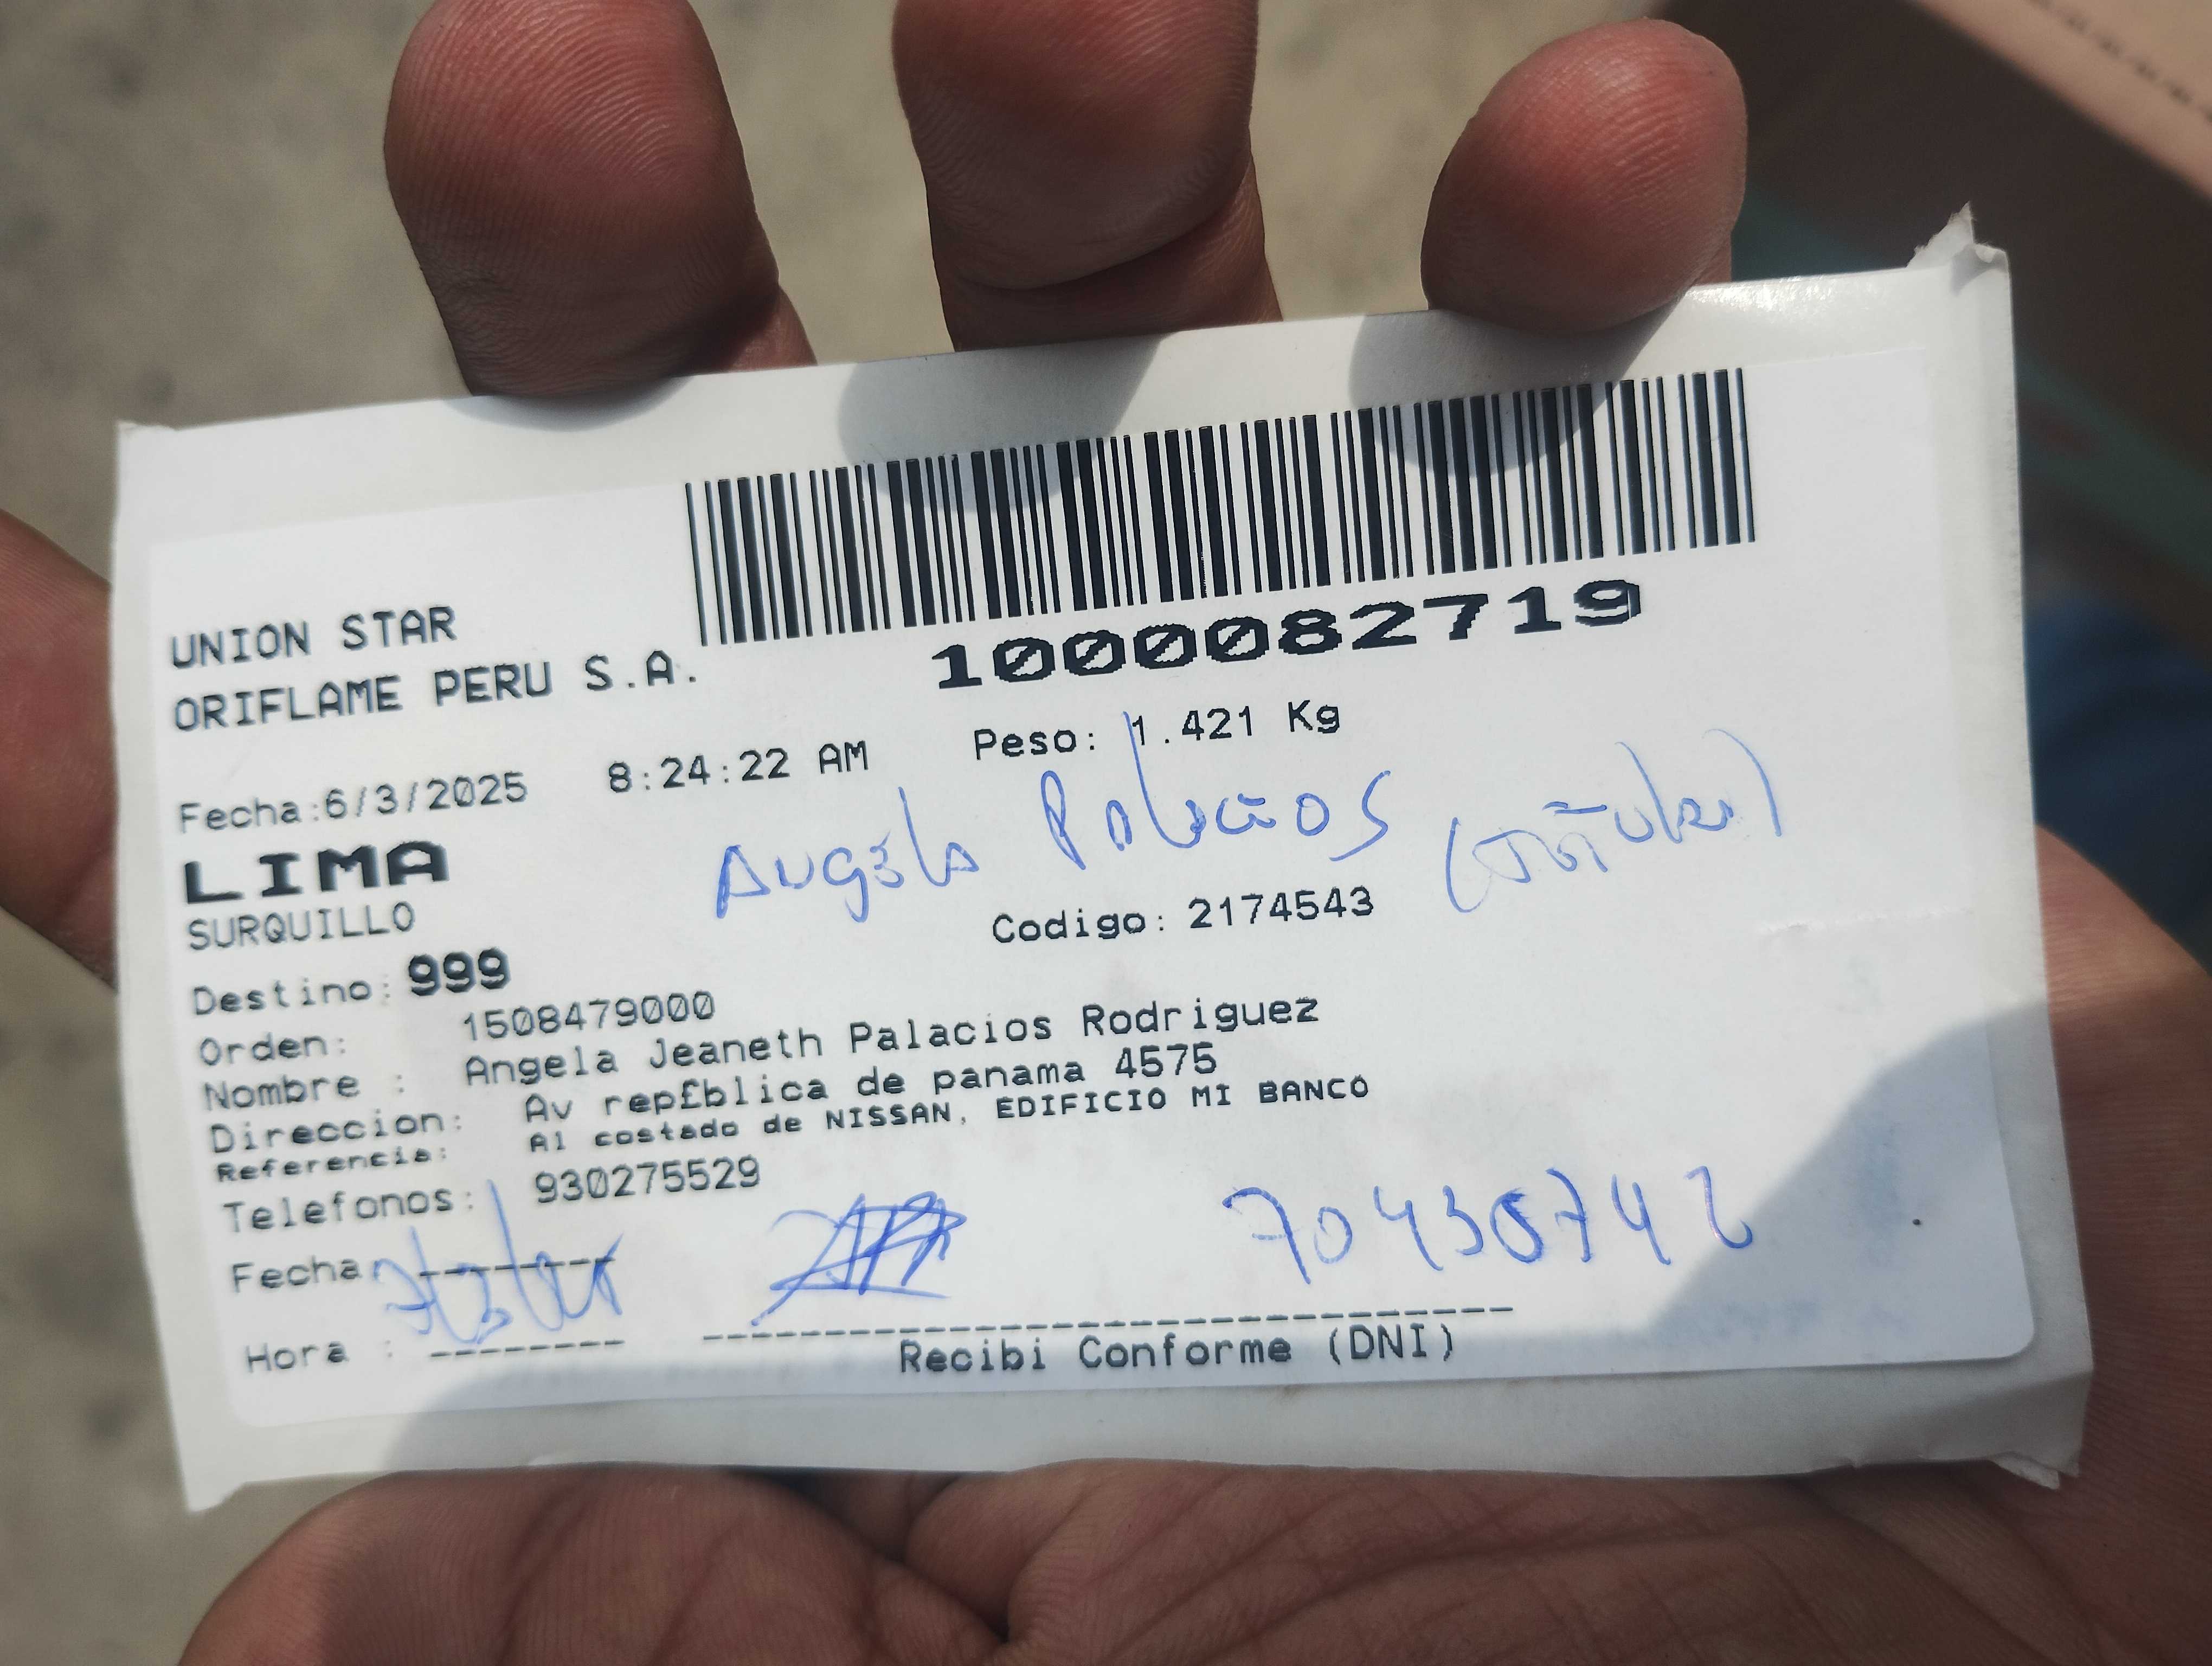 1000082719
UNION STAR
ORIFLAME PERU S.A.
Fecha:6/3/2025 8:24:22 AM Peso: 1.421 Kg
LIMA
Angela Palacios (titular)
SURQUILLO
Codigo: 2174543
Destino: 999
Orden: 1508479000
Nombre : Angela Jeaneth Palacios Rodriguez
Direccion: Av rep£blica de panama 4575
Referencia: Al costado de NISSAN, EDIFICIO MI BANCO
Telefonos: 930275529
Fecha
Hora :
Recibi Conforme (DNI)